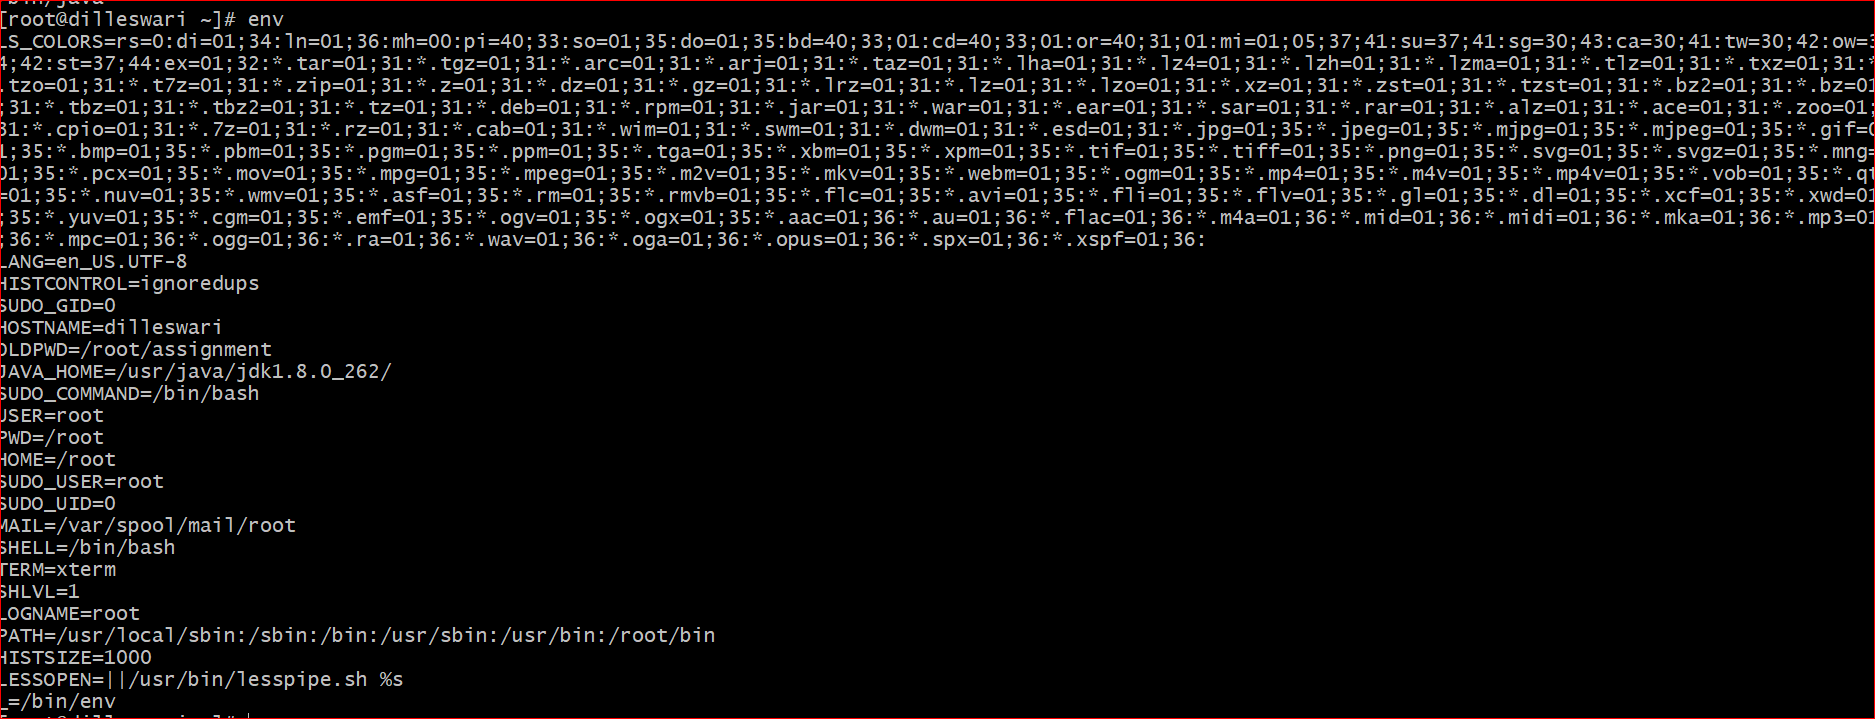 bin/java
[root@dilleswari ~]# env
LS_COLORS=rs=0:di=01;34:ln=01;36:mh=00:pi=40;33:so=01;35:do=01;35:bd=40;33;01:cd=40;33;01:or=40;31;01:mi=01;05;37;41:su=37;41:sg=30;43:ca=30;41:tw=30;42:ow=3
4;42:st=37;44:ex=01;32:*.tar=01;31:*.tgz=01;31:*.arc=01;31:*.arj=01;31:*.taz=01;31:*.lha=01;31:*.lz4=01;31:*.lzh=01;31:*.lzma=01;31:*.tlz=01;31:*.txz=01;31:*
.tzo=01;31:*.t7z=01;31:*.zip=01;31:*.z=01;31:*.dz=01;31:*.gz=01;31:*.lrz=01;31:*.lz=01;31:*.lzo=01;31:*.xz=01;31:*.zst=01;31:*.tzst=01;31:*.bz2=01;31:*.bz=01
;31:*.tbz=01;31:*.tbz2=01;31:*.tz=01;31:*.deb=01;31:*.rpm=01;31:*.jar=01;31:*.war=01;31:*.ear=01;31:*.sar=01;31:*.rar=01;31:*.alz=01;31:*.ace=01;31:*.zoo=01;
31:*.cpio=01;31:*.7z=01;31:*.rz=01;31:*.cab=01;31:*.wim=01;31:*.swm=01;31:*.dwm=01;31:*.esd=01;31:*.jpg=01;35:*.jpeg=01;35:*.mjpg=01;35:*.mjpeg=01;35:*.gif=0
1;35:*.bmp=01;35:*.pbm=01;35:*.pgm=01;35:*.ppm=01;35:*.tga=01;35:*.xbm=01;35:*.xpm=01;35:*.tif=01;35:*.tiff=01;35:*.png=01;35:*.svg=01;35:*.svgz=01;35:*.mng=
01;35:*.pcx=01;35:*.mov=01;35:*.mpg=01;35:*.mpeg=01;35:*.m2v=01;35:*.mkv=01;35:*.webm=01;35:*.ogm=01;35:*.mp4=01;35:*.m4v=01;35:*.mp4v=01;35:*.vob=01;35:*.qt
=01;35:*.nuv=01;35:*.wmv=01;35:*.asf=01;35:*.rm=01;35:*.rmvb=01;35:*.flc=01;35:*.avi=01;35:*.fli=01;35:*.flv=01;35:*.gl=01;35:*.dl=01;35:*.xcf=01;35:*.xwd=01
;35:*.yuv=01;35:*.cgm=01;35:*.emf=01;35:*.ogv=01;35:*.ogx=01;35:*.aac=01;36:*.au=01;36:*.flac=01;36:*.m4a=01;36:*.mid=01;36:*.midi=01;36:*.mka=01;36:*.mp3=01
;36:*.mpc=01;36:*.ogg=01;36:*.ra=01;36:*.wav=01;36:*.oga=01;36:*.opus=01;36:*.spx=01;36:*.xspf=01;36:
LANG=en_US.UTF-8
HISTCONTROL=ignoredups
SUDO_GID=0
HOSTNAME=dilleswari
OLDPWD=/root/assignment
JAVA_HOME=/usr/java/jdk1.8.0_262/
SUDO_COMMAND=/bin/bash
USER=root
PWD=/root
HOME=/root
SUDO_USER=root
SUDO_UID=0
MAIL=/var/spool/mail/root
SHELL=/bin/bash
TERM=xterm
SHLVL=1
LOGNAME=root
PATH=/usr/local/sbin:/sbin:/bin:/usr/sbin:/usr/bin:/root/bin
HISTSIZE=1000
LESSOPEN=||/usr/bin/lesspipe.sh %s
_=/bin/env